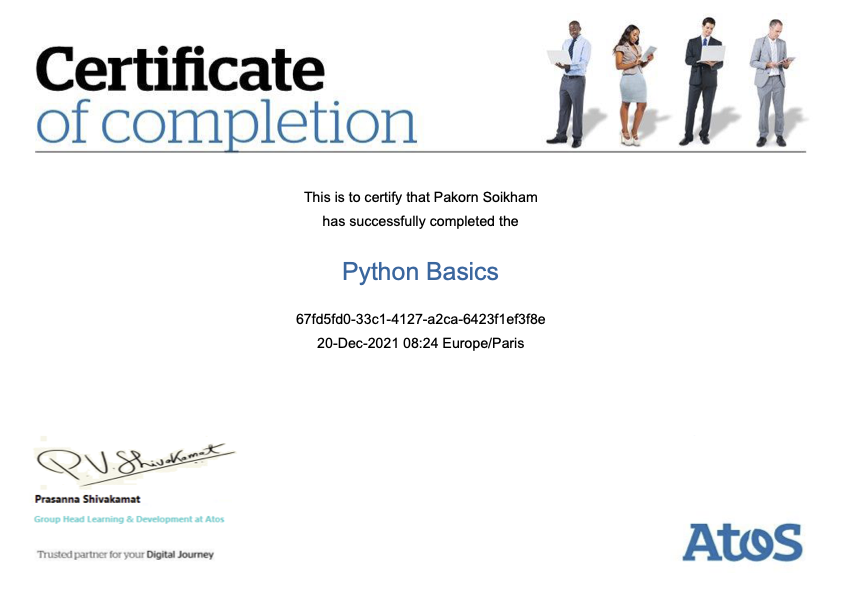 Certificate
of completion
This is to certify that Pakorn Soikham
has successfully completed the
Python Basics
67fd5fd0-33c1-4127-a2ca-6423f1ef3f8e
20-Dec-2021 08:24 Europe/Paris
P.V.Shivakamat
Prasanna Shivakamat
Group Head Learning & Development at Atos
Trusted partner for your Digital Journey
Atos